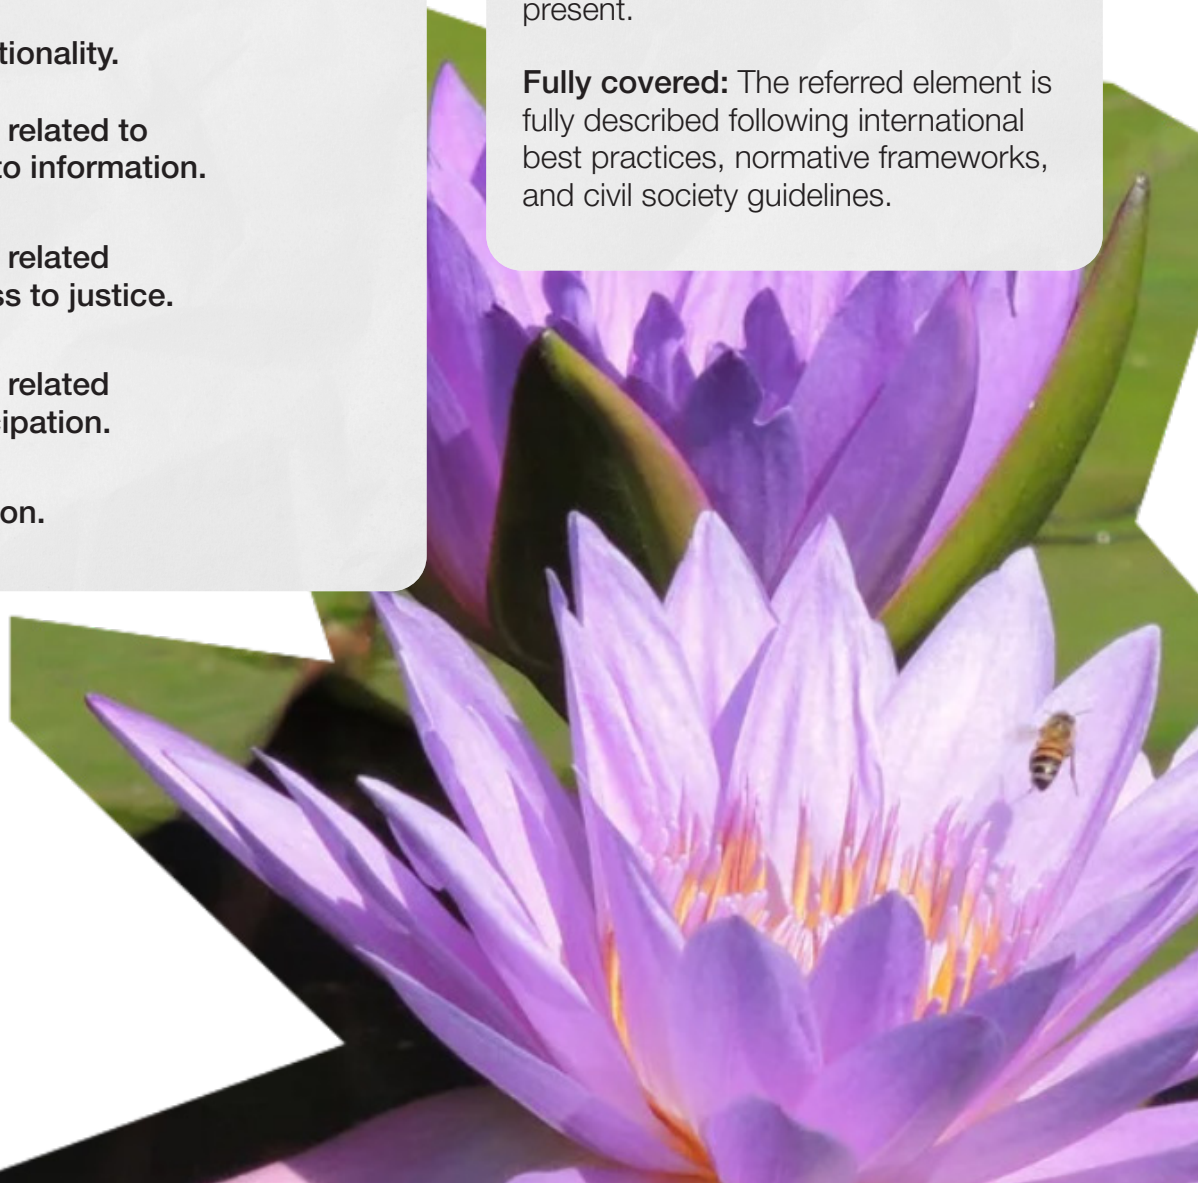 tionality.
related to
to information.
related
ss to justice.
related
cipation.
on.
present.
Fully covered: The referred element is
fully described following international
best practices, normative frameworks,
and civil society guidelines.